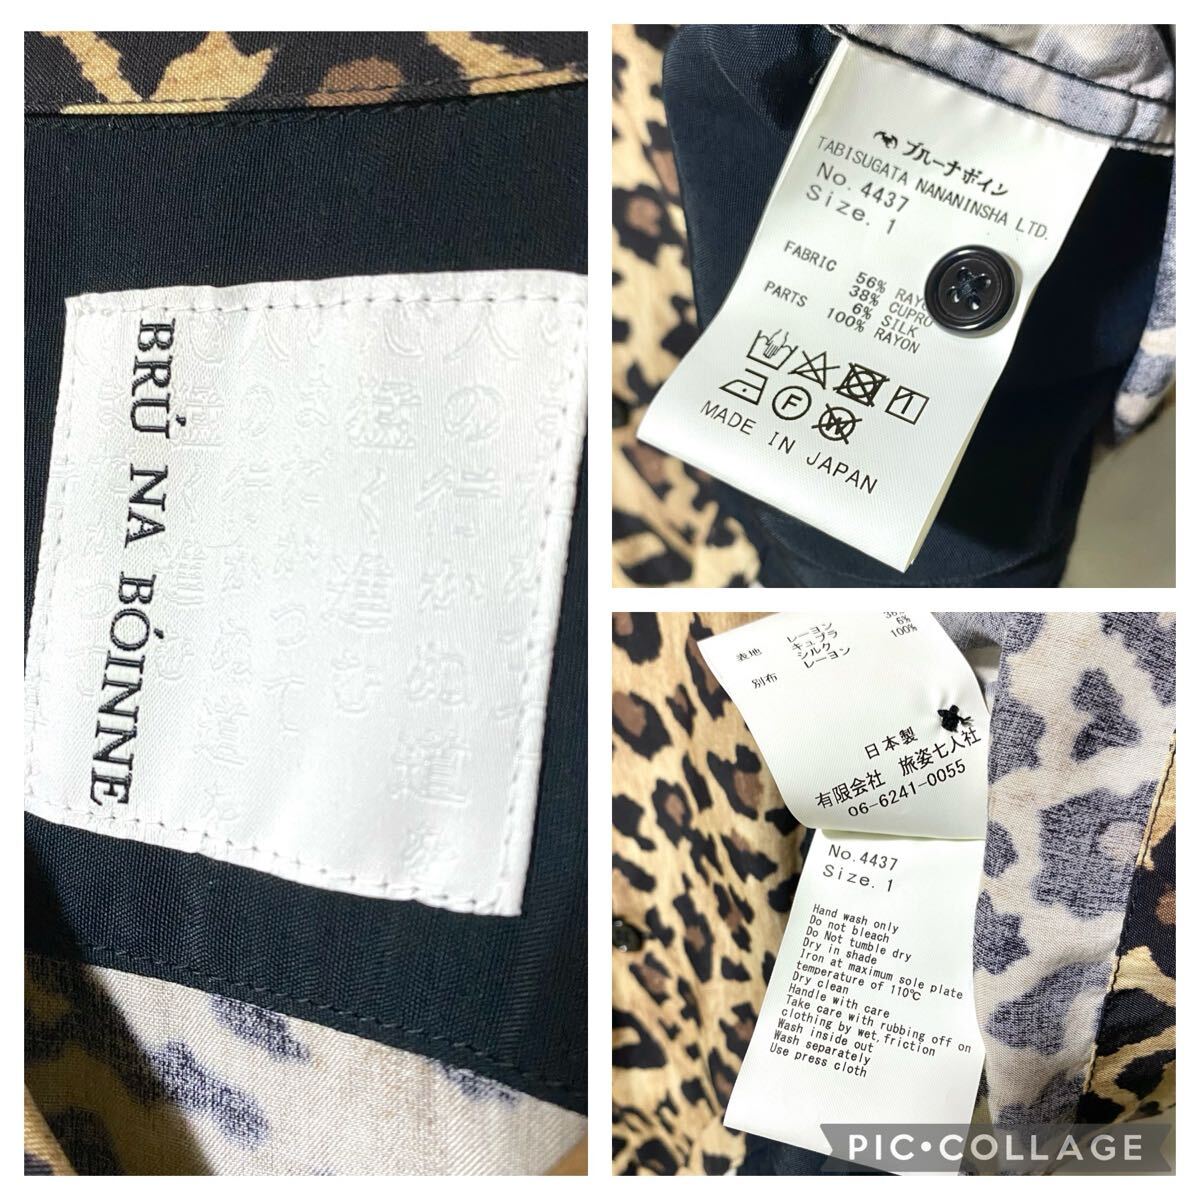 BRÚ NA BÓINNE
ブルーナボイン
TABISUGATA NANANINSHA LTD.
No. 4437
Size. 1
FABRIC 56%
38% CUPRO
6% SILK
PARTS 100% RAYON
MADE IN JAPAN
表地 レーヨン
キュプラ
シルク 6%
別布 レーヨン 100%
日本製
有限会社 旅姿七人社
06-6241-0055
No. 4437
Size. 1
Hand wash only
Do not bleach
Do Not tumble dry
Dry in shade
Iron at maximum sole plate
temperature of 110℃
Dry clean
Handle with care
Take care with rubbing off on
clothing by wet,friction
Wash inside out
Wash separately
Use press cloth
PIC•COLLAGE